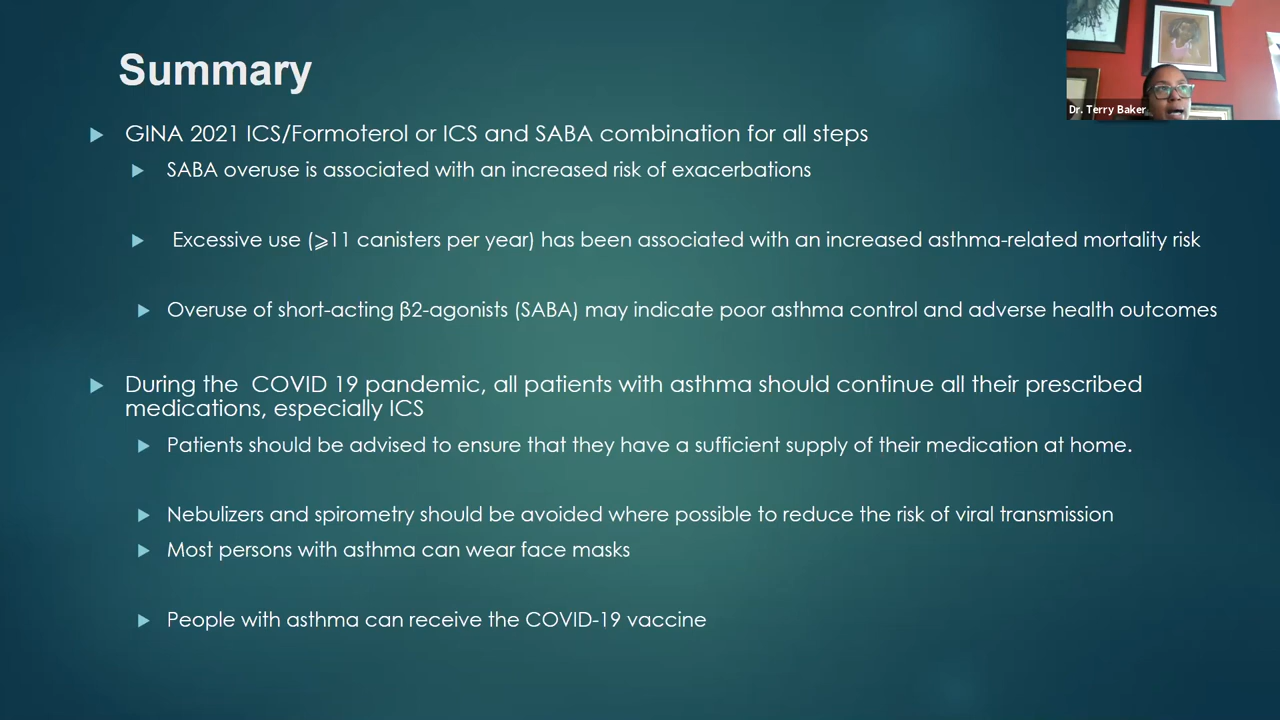 Summary
Dr. Terry Baker
GINA 2021 ICS/Formoterol or ICS and SABA combination for all steps
SABA overuse is associated with an increased risk of exacerbations
Excessive use (⩾11 canisters per year) has been associated with an increased asthma-related mortality risk
Overuse of short-acting β2-agonists (SABA) may indicate poor asthma control and adverse health outcomes
During the COVID 19 pandemic, all patients with asthma should continue all their prescribed
medications, especially ICS
Patients should be advised to ensure that they have a sufficient supply of their medication at home.
Nebulizers and spirometry should be avoided where possible to reduce the risk of viral transmission
Most persons with asthma can wear face masks
People with asthma can receive the COVID-19 vaccine